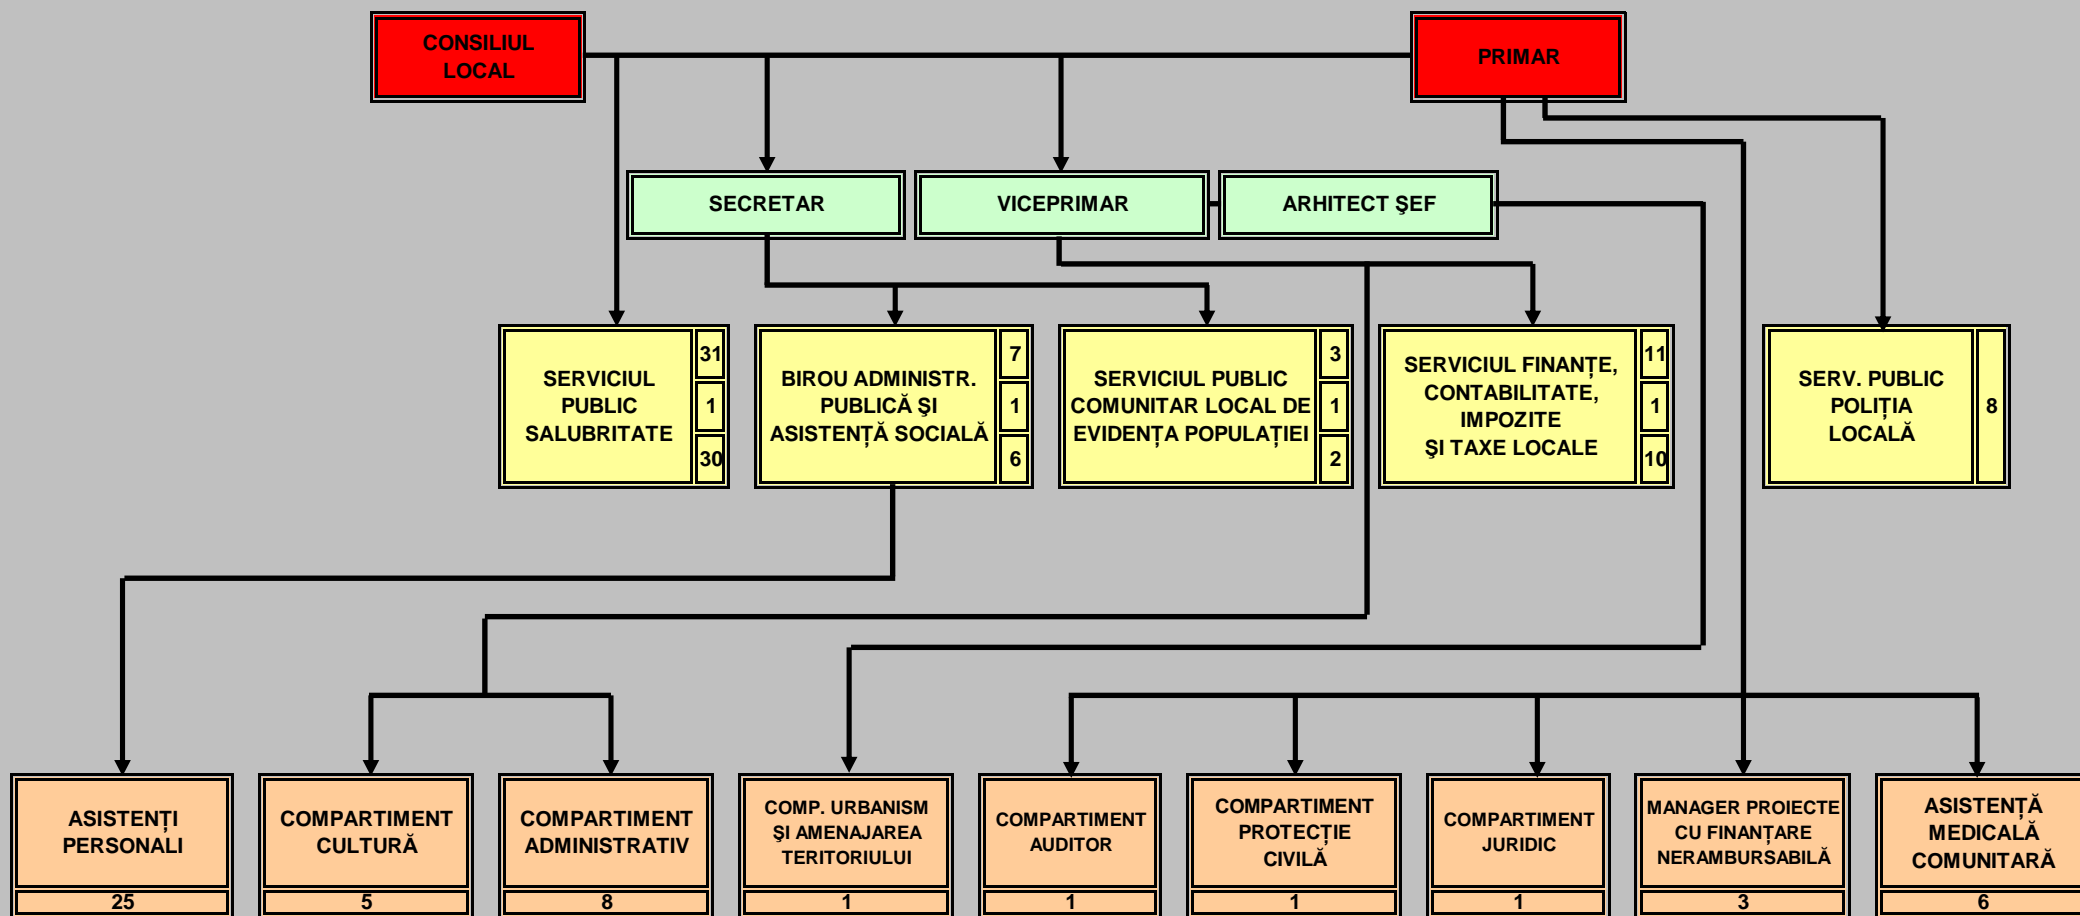 CONSILIUL
LOCAL
PRIMAR
SECRETAR
VICEPRIMAR
ARHITECT ŞEF
SERVICIUL
PUBLIC
SALUBRITATE
31
1
30
BIROU ADMINISTR.
PUBLICĂ ŞI
ASISTENȚĂ SOCIALĂ
7
1
6
SERVICIUL PUBLIC
COMUNITAR LOCAL DE
EVIDENȚA POPULAȚIEI
3
1
2
SERVICIUL FINANȚE,
CONTABILITATE,
IMPOZITE
ŞI TAXE LOCALE
11
1
10
SERV. PUBLIC
POLIȚIA
LOCALĂ
8
ASISTENȚI
PERSONALI
25
COMPARTIMENT
CULTURĂ
5
COMPARTIMENT
ADMINISTRATIV
8
COMP. URBANISM
ŞI AMENAJAREA
TERITORIULUI
1
COMPARTIMENT
AUDITOR
1
COMPARTIMENT
PROTECȚIE
CIVILĂ
1
COMPARTIMENT
JURIDIC
1
MANAGER PROIECTE
CU FINANȚARE
NERAMBURSABILĂ
3
ASISTENȚĂ
MEDICALĂ
COMUNITARĂ
6